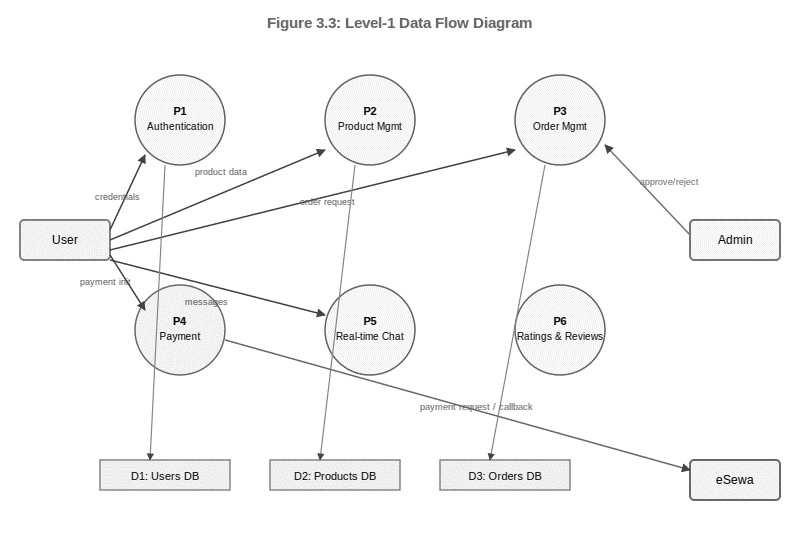 Figure 3.3: Level-1 Data Flow Diagram
P1
Authentication
P2
Product Mgmt
P3
Order Mgmt
product data
approve/reject
credentials
order request
User
Admin
payment init
messages
P4
Payment
P5
Real-time Chat
P6
Ratings & Reviews
payment request / callback
D1: Users DB
D2: Products DB
D3: Orders DB
eSewa